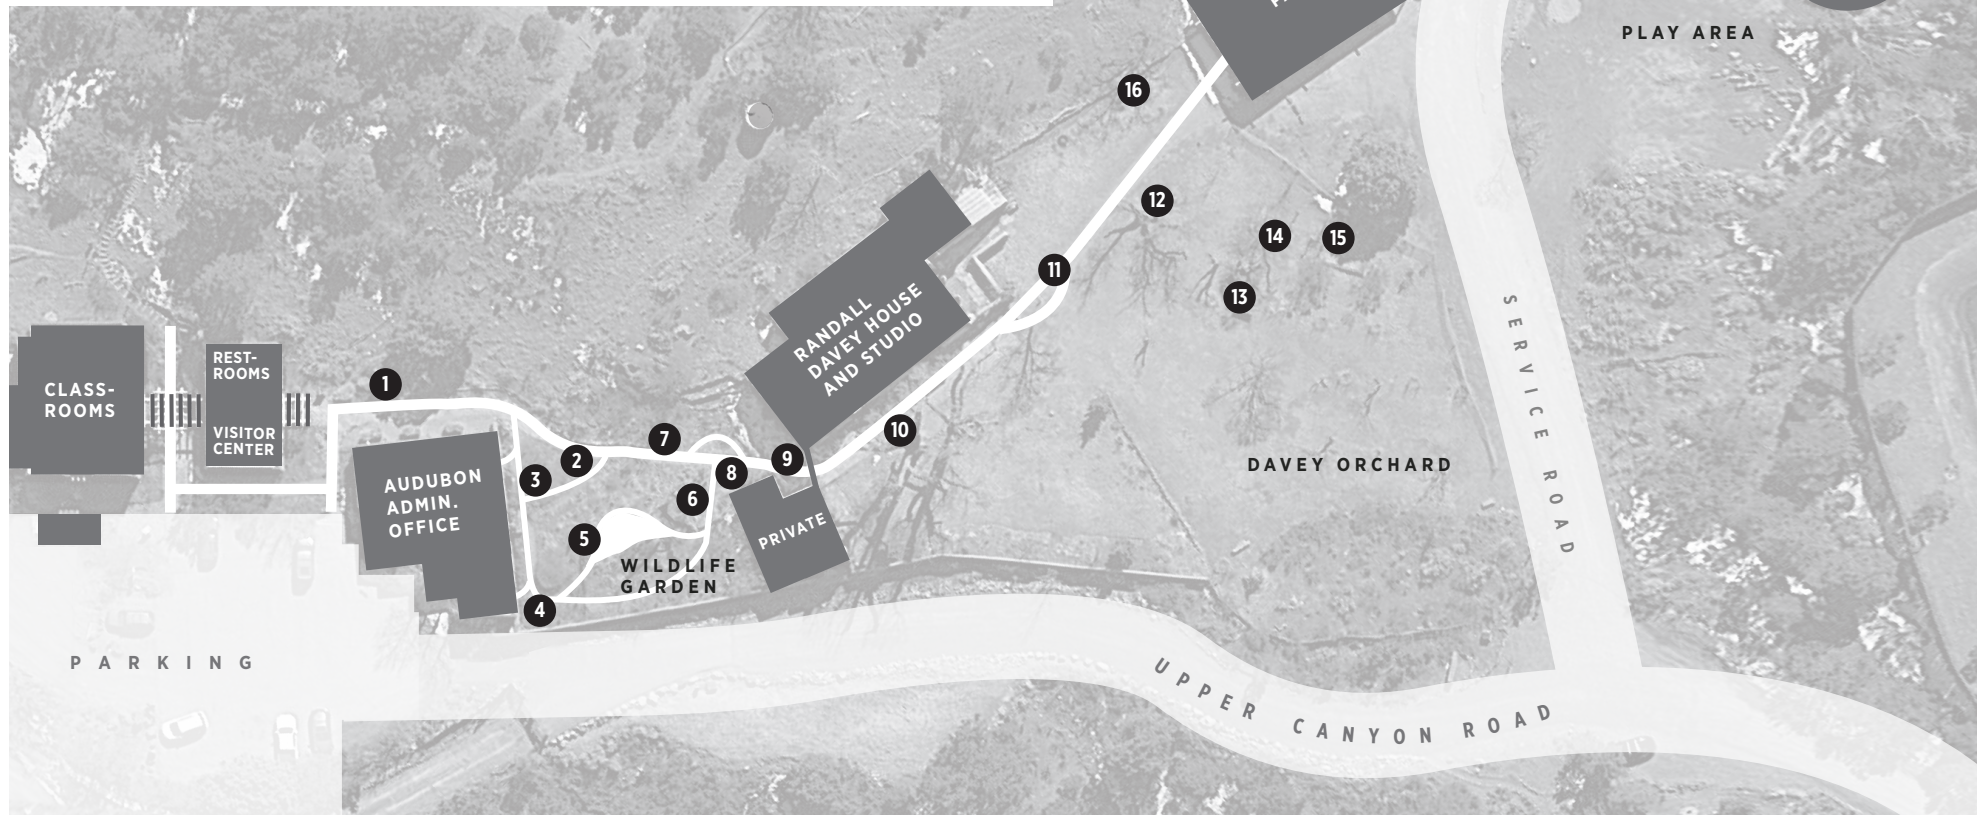 PLAY AREA
16
12
14
15
11
13
RANDALL
DAVEY HOUSE
AND STUDIO
SERVICE ROAD
REST-
ROOMS
VISITOR
CENTER
CLASS-
ROOMS
1
10
7
9
2
8
3
6
AUDUBON
ADMIN.
OFFICE
DAVEY ORCHARD
5
PRIVATE
WILDLIFE
GARDEN
4
PARKING
UPPER CANYON ROAD